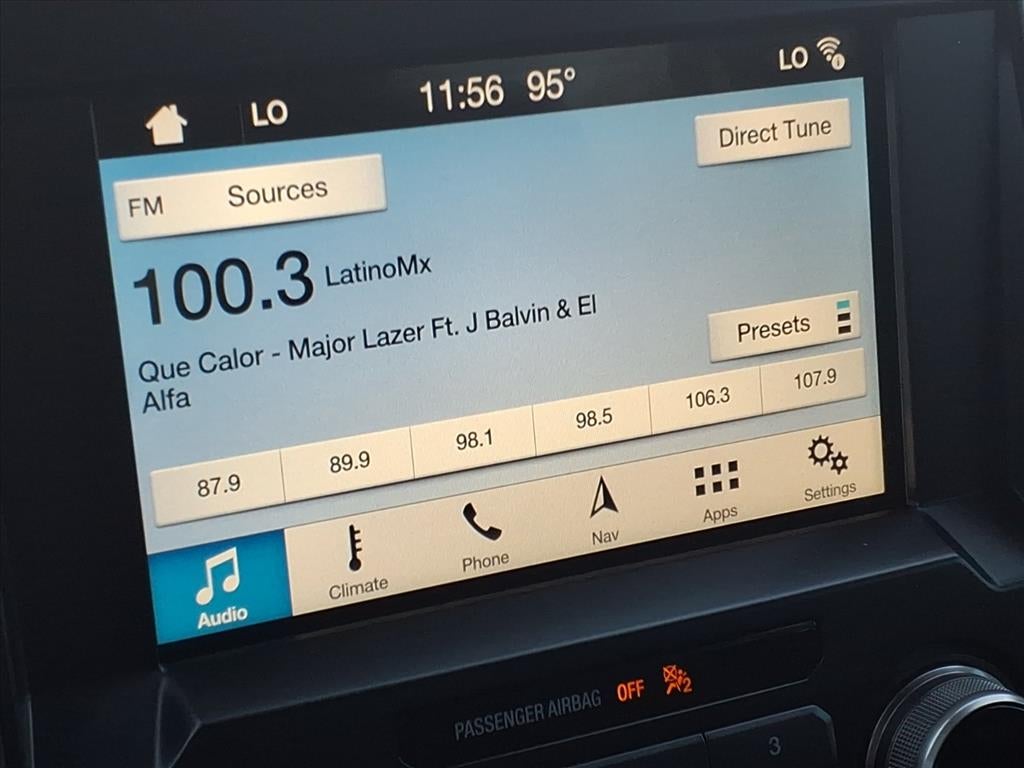 LO
11:56 95°
LO
FM Sources
Direct Tune
100.3 LatinoMx
Que Calor - Major Lazer Ft. J Balvin & El
Alfa
Presets
87.9 89.9 98.1 98.5 106.3 107.9
Audio Climate Phone Nav Apps Settings
PASSENGER AIRBAG OFF 2
3